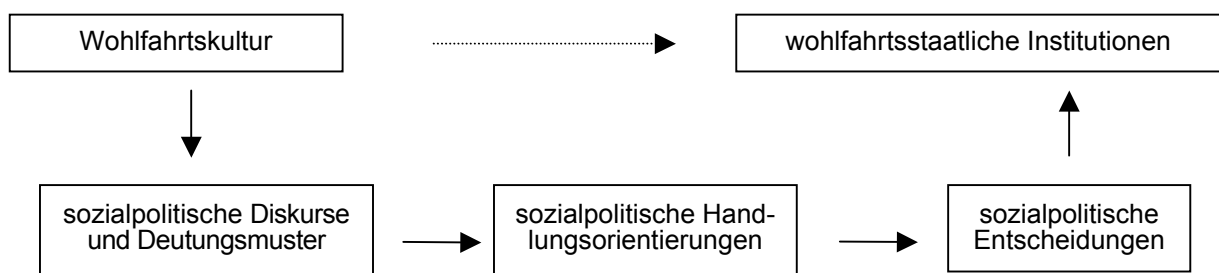 Wohlfahrtskultur
wohlfahrtsstaatliche Institutionen
sozialpolitische Diskurse
und Deutungsmuster
sozialpolitische Hand-
lungsorientierungen
sozialpolitische
Entscheidungen